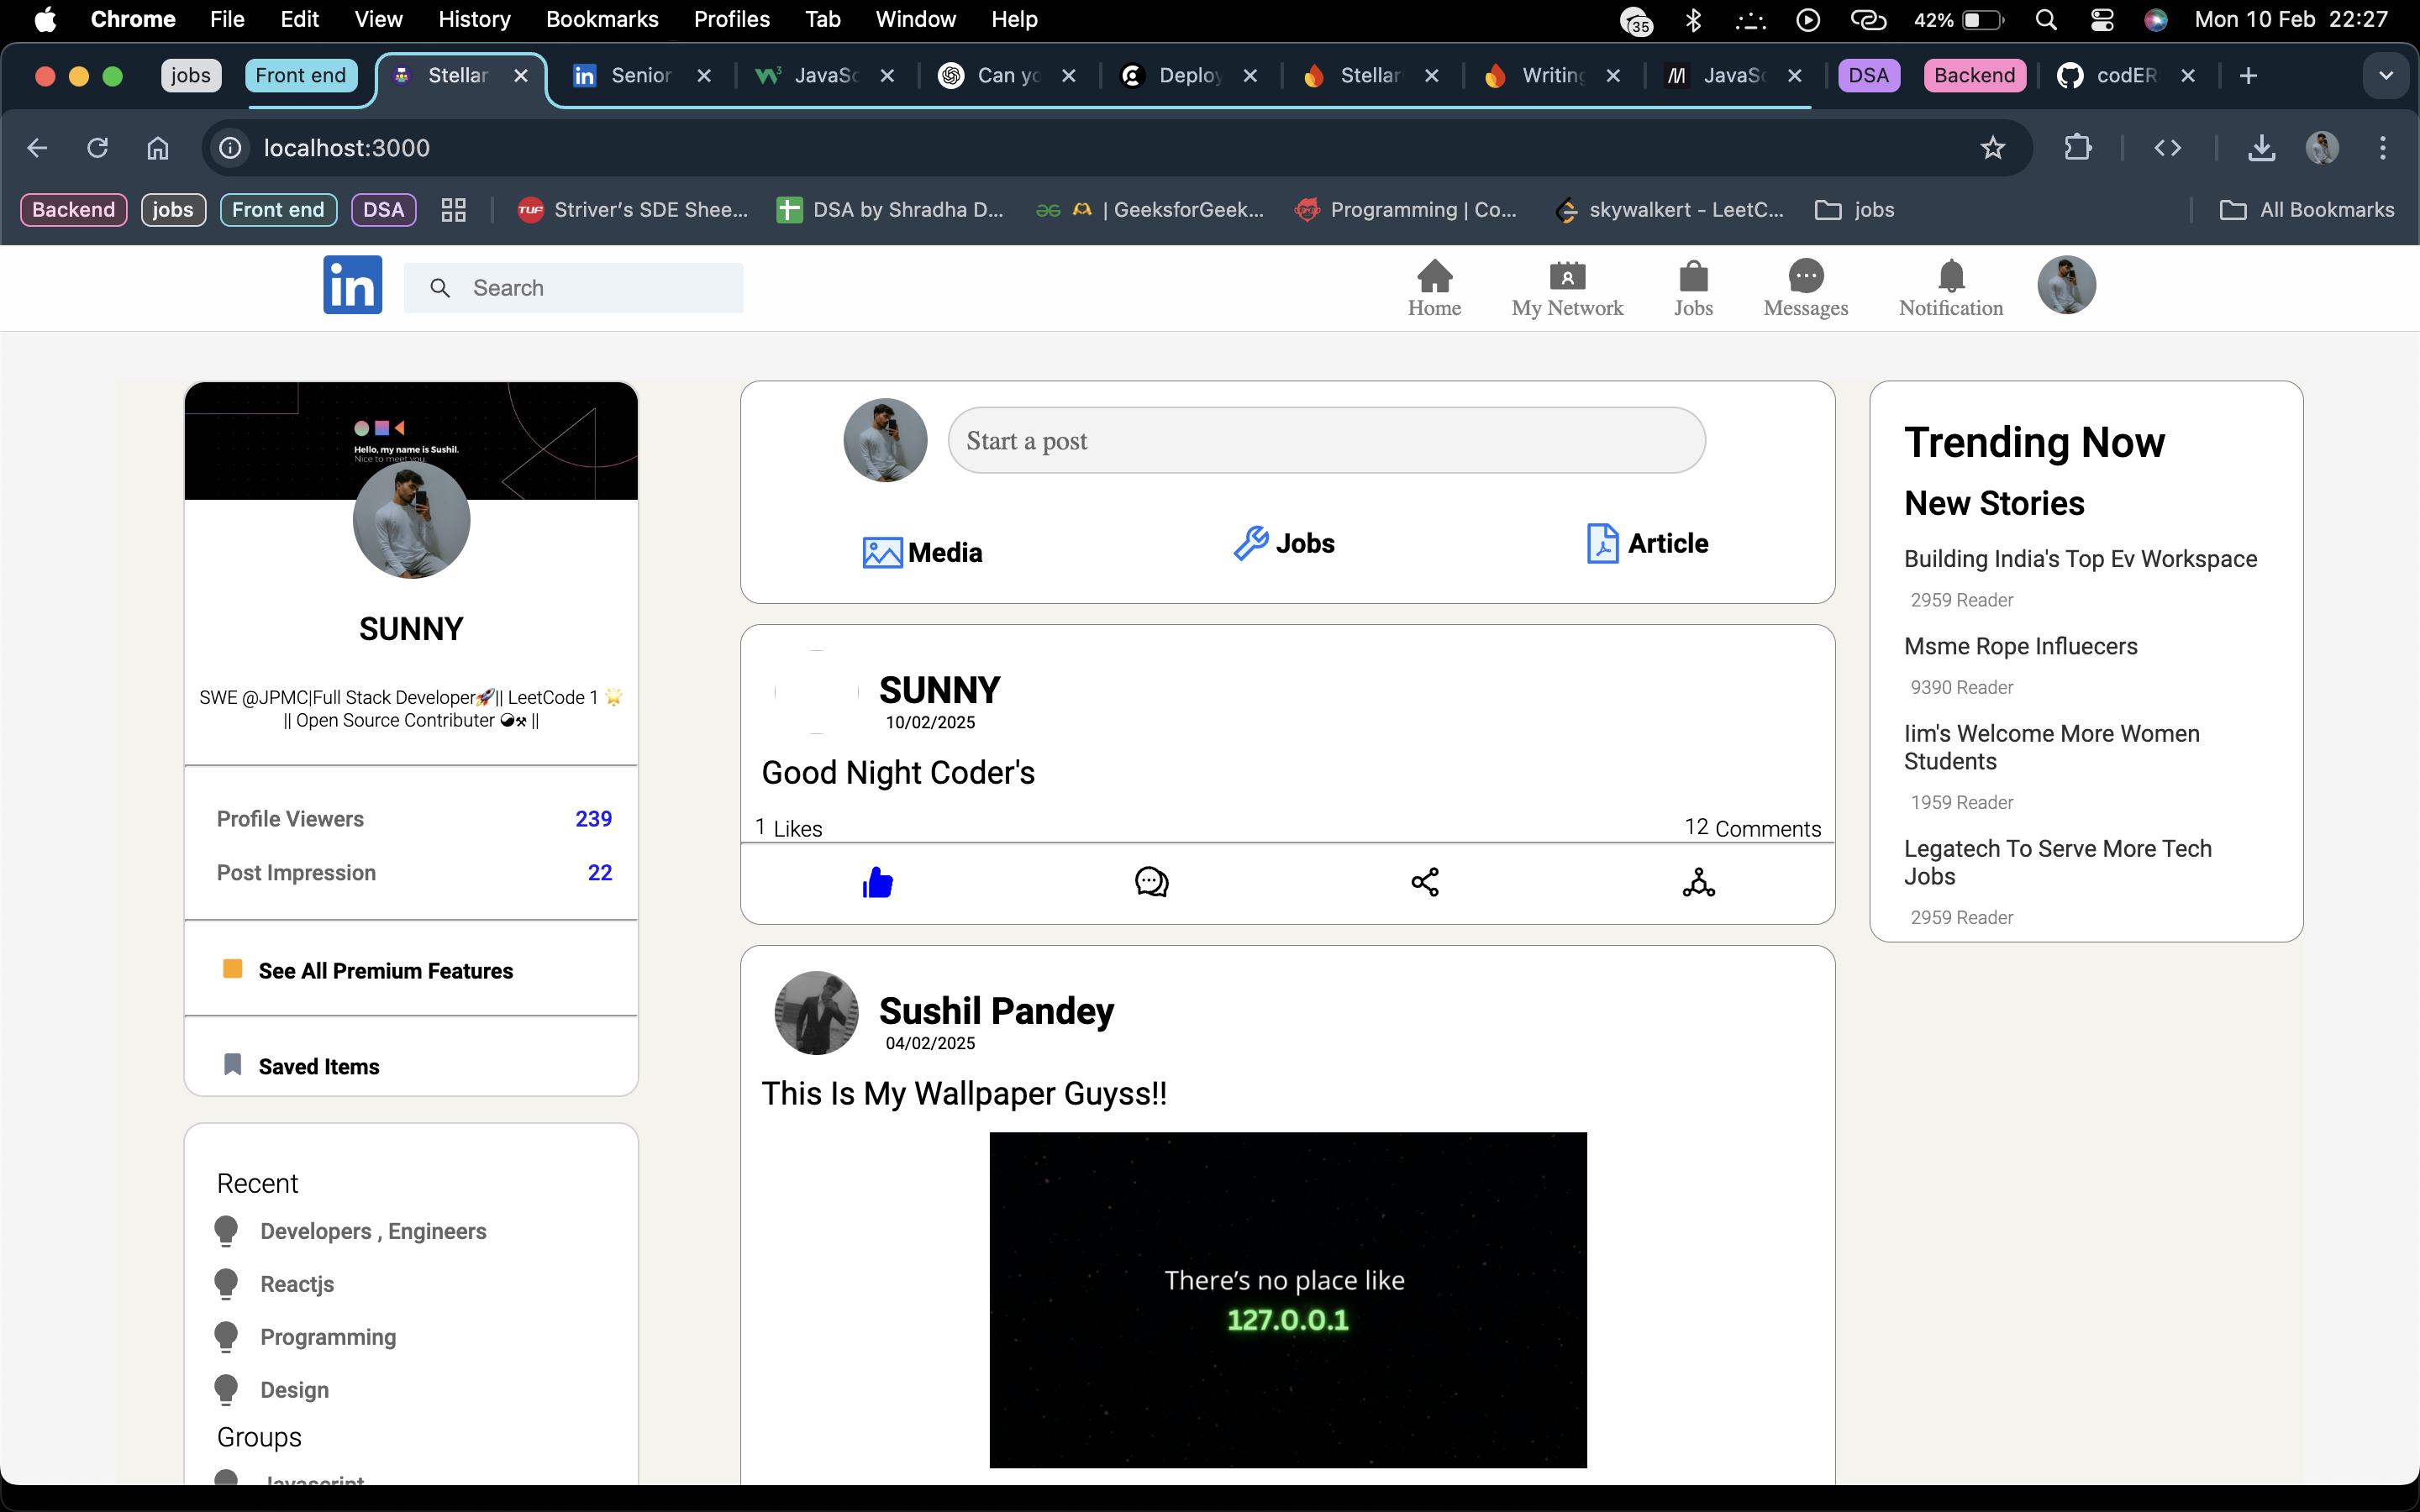 Chrome File Edit View History Bookmarks Profiles Tab Window Help 35 42% Mon 10 Feb 22:27
jobs Front end Stellar Senior JavaSc Can yo Deploy Stellar Writing JavaSc DSA Backend codER
localhost:3000
Backend jobs Front end DSA Striver's SDE Shee... DSA by Shradha D... | GeeksforGeek... Programming | Co... skywalkert - LeetC... jobs All Bookmarks
in Search Home My Network Jobs Messages Notification
Hello, my name is Sushil.
Nice to meet you.
SUNNY
SWE @JPMC|Full Stack Developer🚀|| LeetCode 1 🌟
|| Open Source Contributer ||
Profile Viewers 239
Post Impression 22
See All Premium Features
Saved Items
Recent
Developers , Engineers
Reactjs
Programming
Design
Groups
Javascript
Start a post
Media Jobs Article
SUNNY
10/02/2025
Good Night Coder's
1 Likes 12 Comments
Sushil Pandey
04/02/2025
This Is My Wallpaper Guyss!!
There's no place like
127.0.0.1
Trending Now
New Stories
Building India's Top Ev Workspace
2959 Reader
Msme Rope Influecers
9390 Reader
Iim's Welcome More Women
Students
1959 Reader
Legatech To Serve More Tech
Jobs
2959 Reader